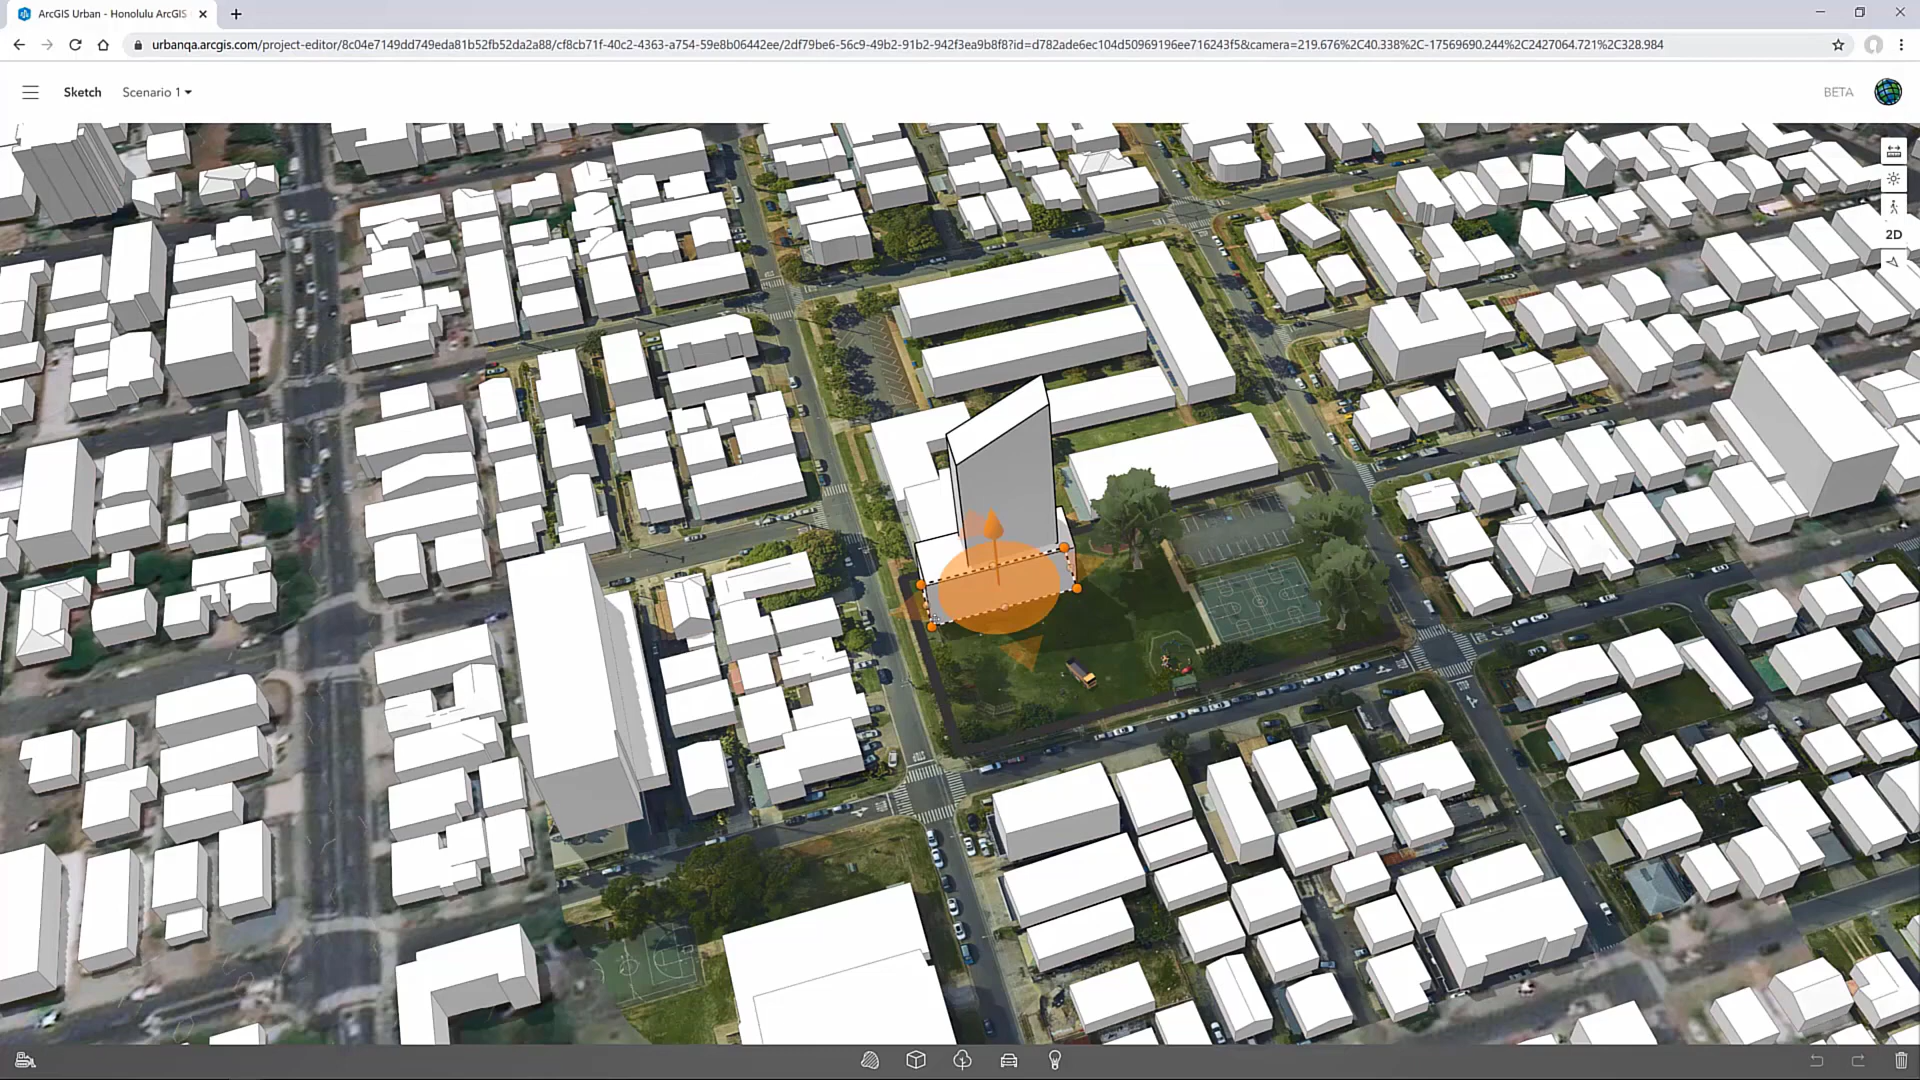 ArcGIS Urban - Honolulu ArcGIS
urbanqa.arcgis.com/project-editor/8c04e7149dd749eda81b52fb52da2a88/cf8cb71f-40c2-4363-a754-59e8b06442ee/2df79be6-56c9-49b2-91b2-942f3ea9b8f8?id=d782ade6ec104d50969196ee716243f5&camera=219.676%2C40.338%2C-17569690.244%2C2427064.721%2C328.984
Sketch Scenario 1 BETA
2D